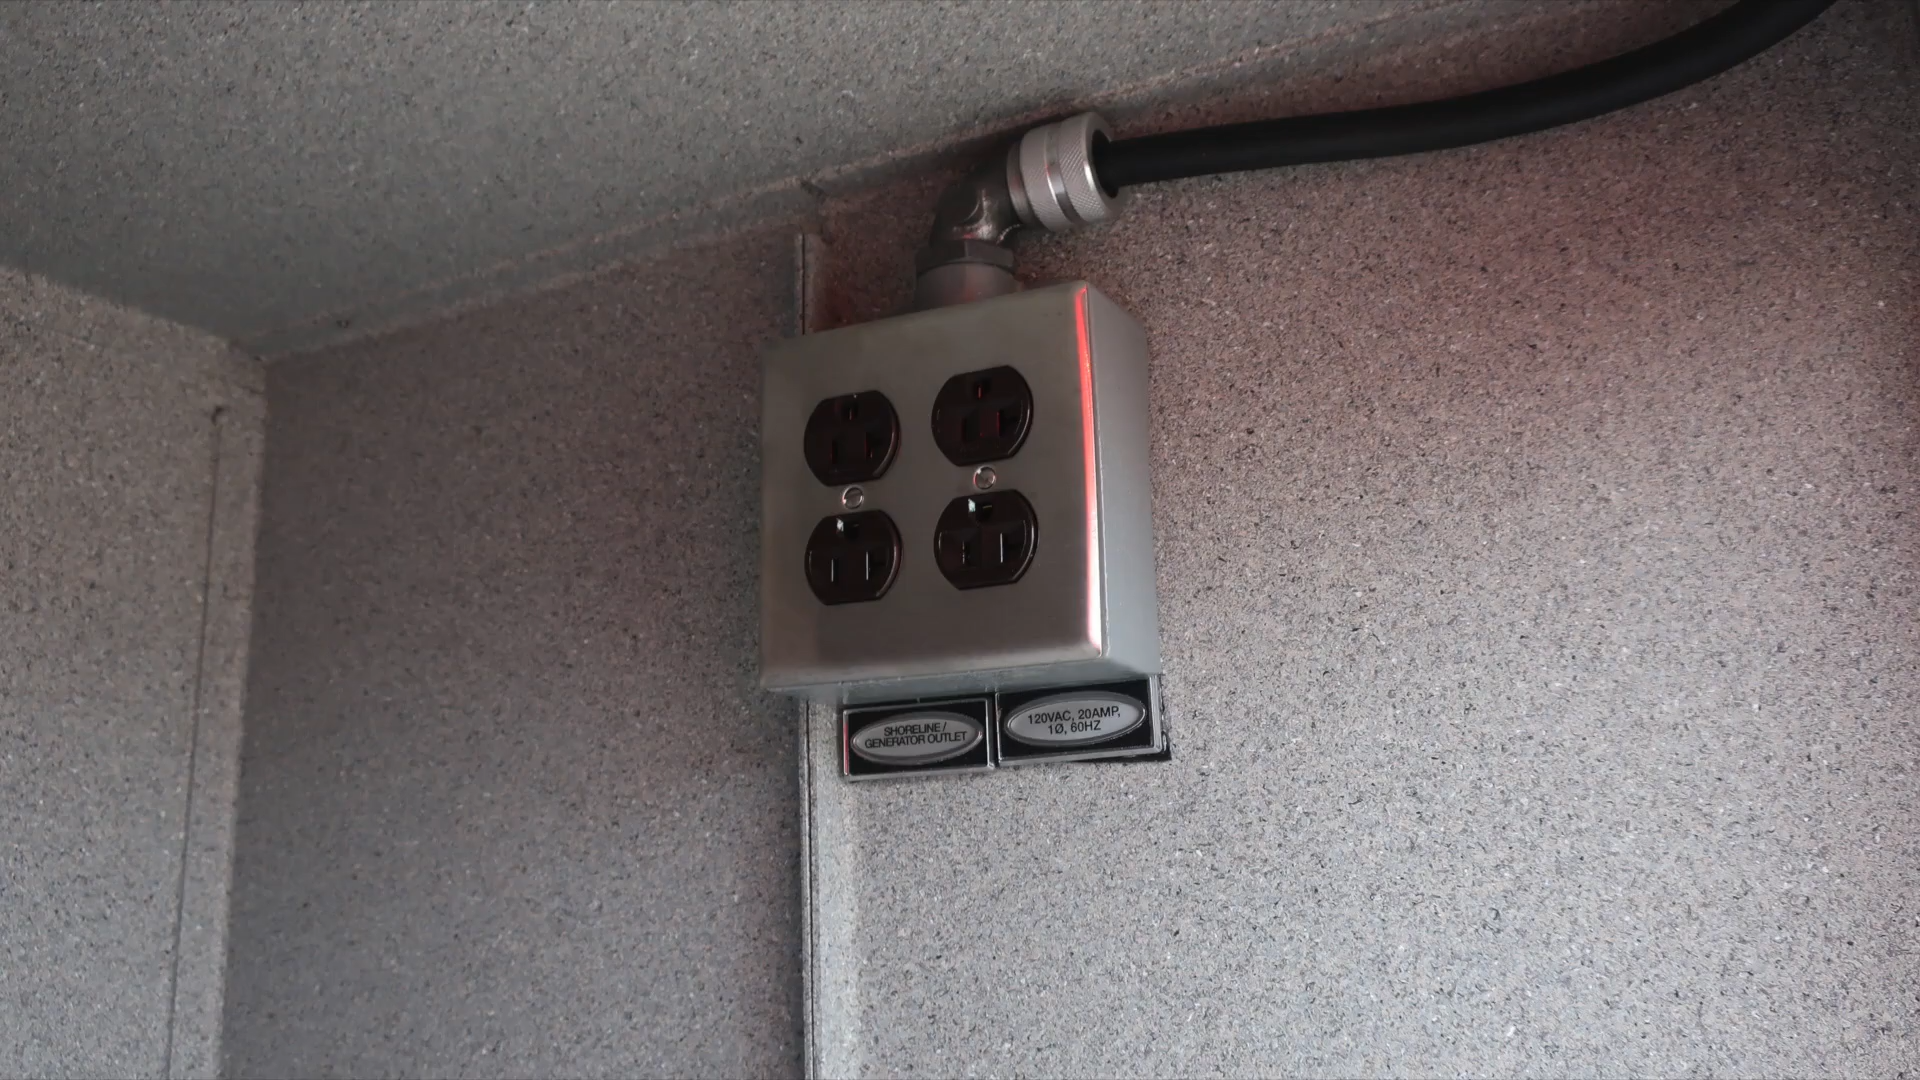 SHORELINE /
GENERATOR OUTLET
120VAC, 20AMP,
1Ø, 60HZ